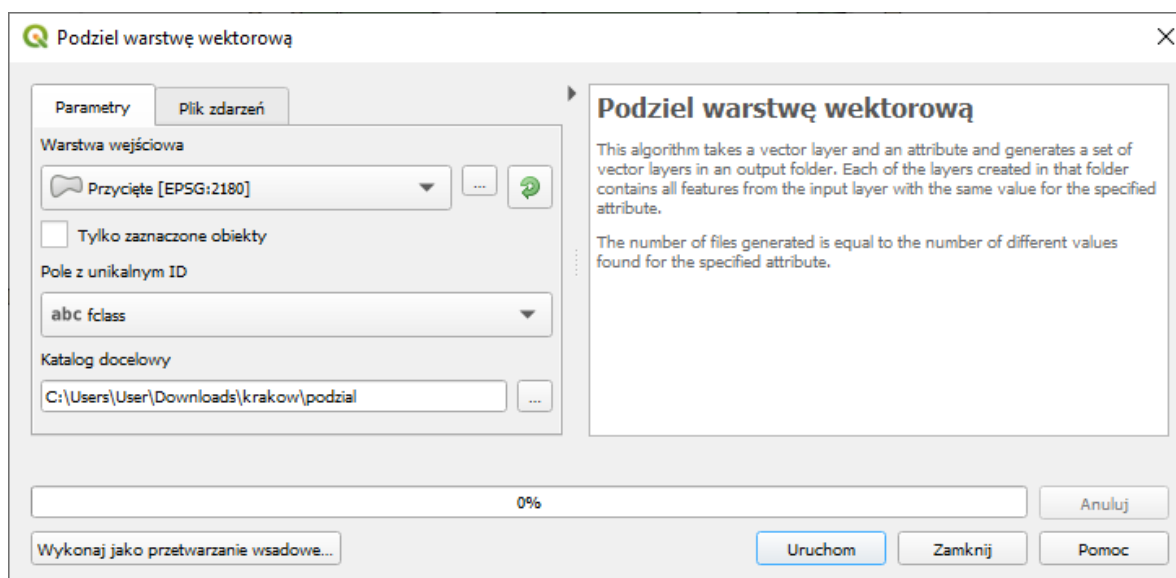 Podziel warstwę wektorową
Parametry
Plik zdarzeń
Warstwa wejściowa
Przycięte [EPSG:2180]
...
Tylko zaznaczone obiekty
Pole z unikalnym ID
abc fclass
Katalog docelowy
C:\Users\User\Downloads\krakow\podzial
...
Podziel warstwę wektorową
This algorithm takes a vector layer and an attribute and generates a set of
vector layers in an output folder. Each of the layers created in that folder
contains all features from the input layer with the same value for the specified
attribute.
The number of files generated is equal to the number of different values
found for the specified attribute.
0%
Anuluj
Wykonaj jako przetwarzanie wsadowe...
Uruchom
Zamknij
Pomoc